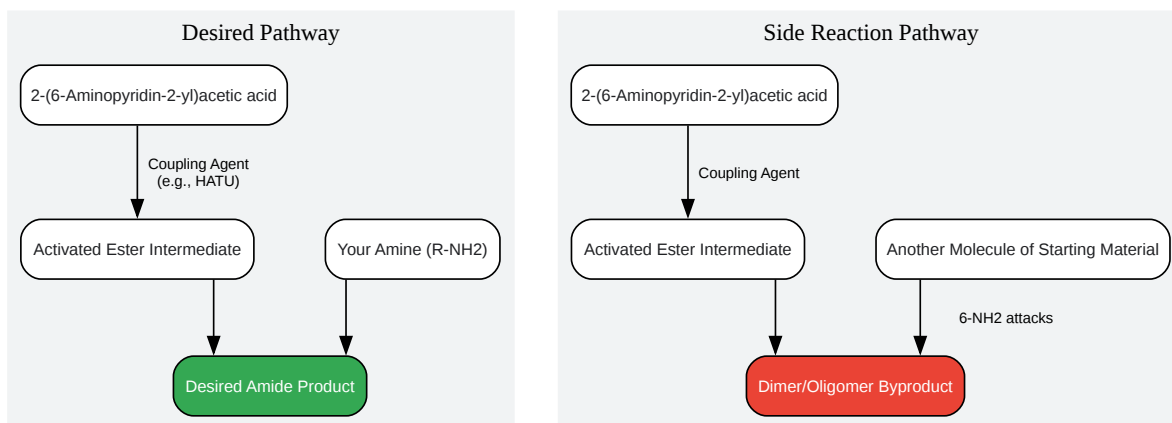 Desired Pathway
2-(6-Aminopyridin-2-yl)acetic acid
Coupling Agent
(e.g., HATU)
Activated Ester Intermediate
Your Amine (R-NH2)
Desired Amide Product
Side Reaction Pathway
2-(6-Aminopyridin-2-yl)acetic acid
Coupling Agent
Activated Ester Intermediate
Another Molecule of Starting Material
6-NH2 attacks
Dimer/Oligomer Byproduct